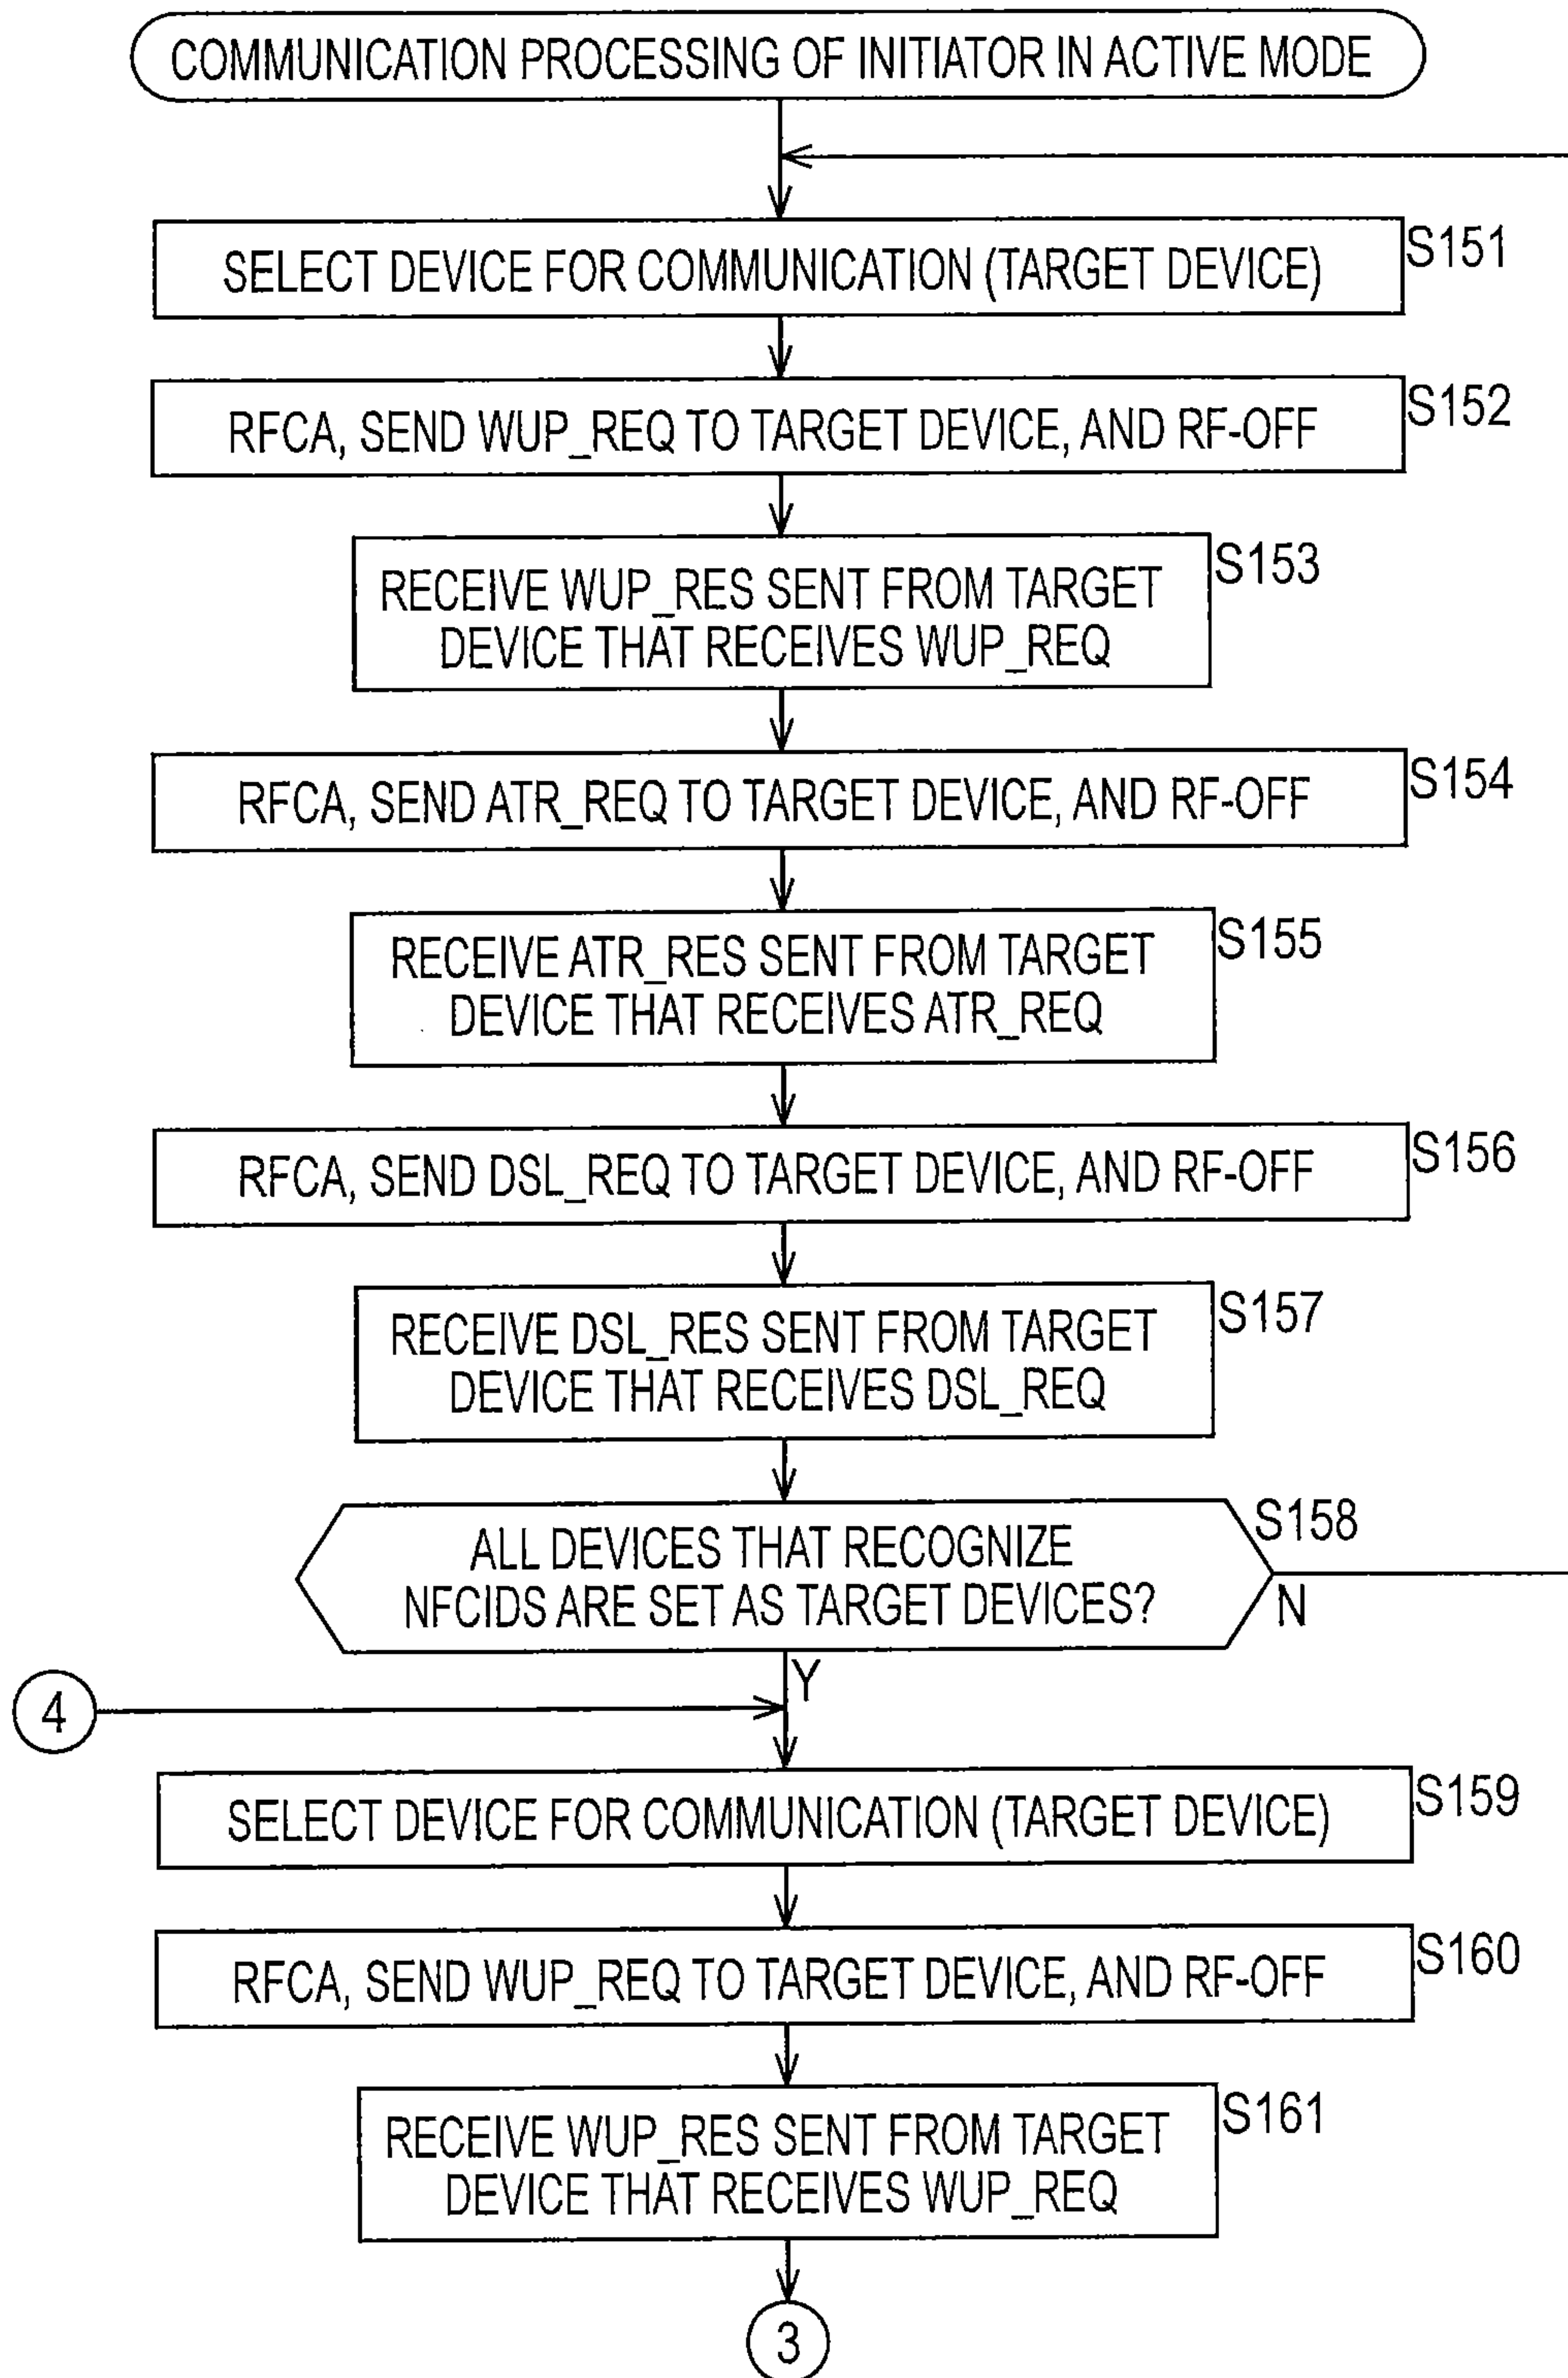 COMMUNICATION PROCESSING OF INITIATOR IN ACTIVE MODE
SELECT DEVICE FOR COMMUNICATION (TARGET DEVICE)
S151
RFCA, SEND WUP_REQ TO TARGET DEVICE, AND RF-OFF
S152
RECEIVE WUP_RES SENT FROM TARGET
DEVICE THAT RECEIVES WUP_REQ
S153
RFCA, SEND ATR_REQ TO TARGET DEVICE, AND RF-OFF
S154
RECEIVE ATR_RES SENT FROM TARGET
DEVICE THAT RECEIVES ATR_REQ
S155
RFCA, SEND DSL_REQ TO TARGET DEVICE, AND RF-OFF
S156
RECEIVE DSL_RES SENT FROM TARGET
DEVICE THAT RECEIVES DSL_REQ
S157
ALL DEVICES THAT RECOGNIZE
NFCIDS ARE SET AS TARGET DEVICES?
S158
N
Y
4
SELECT DEVICE FOR COMMUNICATION (TARGET DEVICE)
S159
RFCA, SEND WUP_REQ TO TARGET DEVICE, AND RF-OFF
S160
RECEIVE WUP_RES SENT FROM TARGET
DEVICE THAT RECEIVES WUP_REQ
S161
3